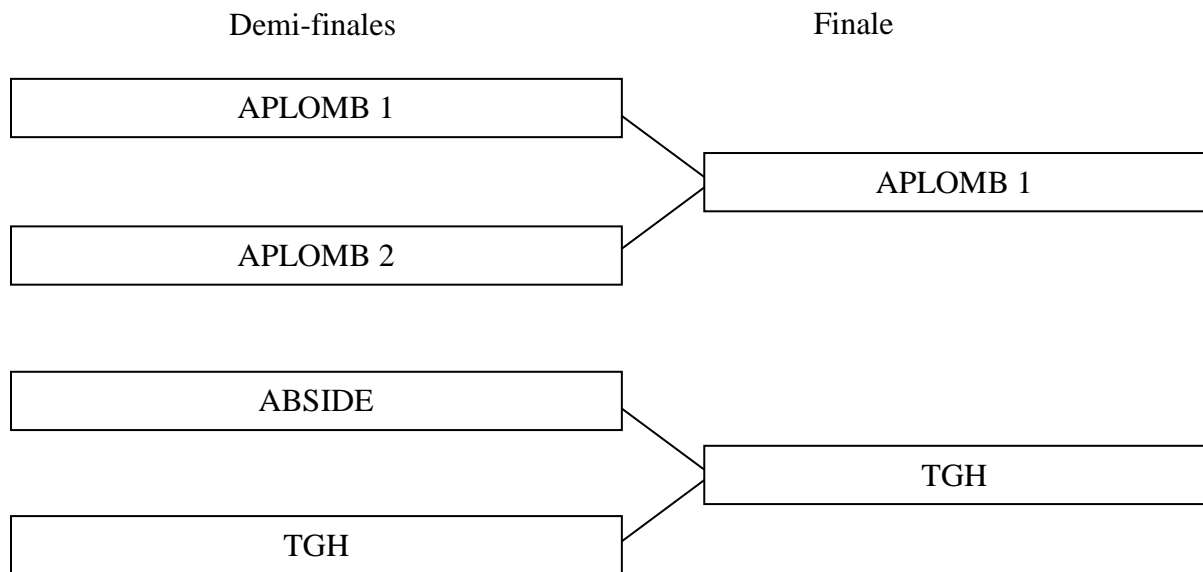 Demi-finales
Finale
APLOMB 1
APLOMB 1
APLOMB 2
ABSIDE
TGH
TGH